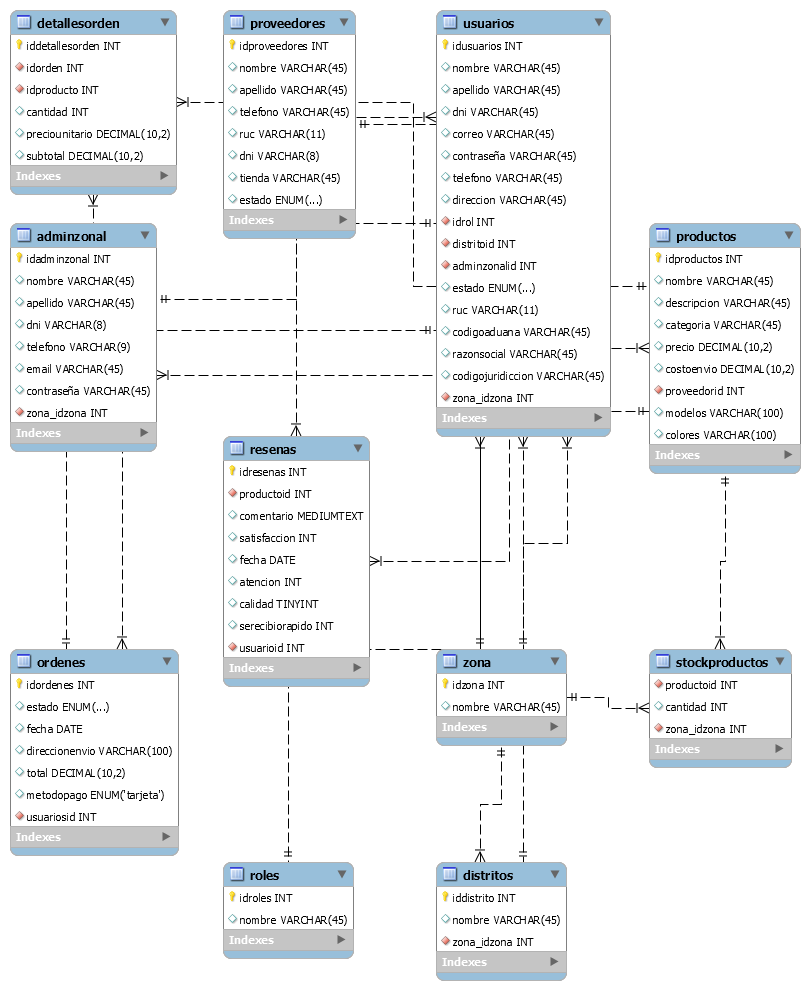 detallesorden
iddetallesorden INT
idorden INT
idproducto INT
cantidad INT
preciounitario DECIMAL(10,2)
subtotal DECIMAL(10,2)
Indexes
proveedores
idproveedores INT
nombre VARCHAR(45)
apellido VARCHAR(45)
telefono VARCHAR(45)
ruc VARCHAR(11)
dni VARCHAR(8)
tienda VARCHAR(45)
estado ENUM(...)
Indexes
usuarios
idusuarios INT
nombre VARCHAR(45)
apellido VARCHAR(45)
dni VARCHAR(45)
correo VARCHAR(45)
contraseña VARCHAR(45)
telefono VARCHAR(45)
direccion VARCHAR(45)
idrol INT
distritoid INT
adminzonalid INT
estado ENUM(...)
ruc VARCHAR(11)
codigoaduana VARCHAR(45)
razonsocial VARCHAR(45)
codigojuridiccion VARCHAR(45)
zona_idzona INT
Indexes
adminzonal
idadminzonal INT
nombre VARCHAR(45)
apellido VARCHAR(45)
dni VARCHAR(8)
telefono VARCHAR(9)
email VARCHAR(45)
contraseña VARCHAR(45)
zona_idzona INT
Indexes
productos
idproductos INT
nombre VARCHAR(45)
descripcion VARCHAR(45)
categoria VARCHAR(45)
precio DECIMAL(10,2)
costoenvio DECIMAL(10,2)
proveedorid INT
modelos VARCHAR(100)
colores VARCHAR(100)
Indexes
resenas
idresenas INT
productoid INT
comentario MEDIUMTEXT
satisfaccion INT
fecha DATE
atencion INT
calidad TINYINT
serecibiorapido INT
usuarioid INT
Indexes
ordenes
idordenes INT
estado ENUM(...)
fecha DATE
direccionenvio VARCHAR(100)
total DECIMAL(10,2)
metodopago ENUM('tarjeta')
usuariosid INT
Indexes
zona
idzona INT
nombre VARCHAR(45)
Indexes
stockproductos
productoid INT
cantidad INT
zona_idzona INT
Indexes
roles
idroles INT
nombre VARCHAR(45)
Indexes
distritos
iddistrito INT
nombre VARCHAR(45)
zona_idzona INT
Indexes